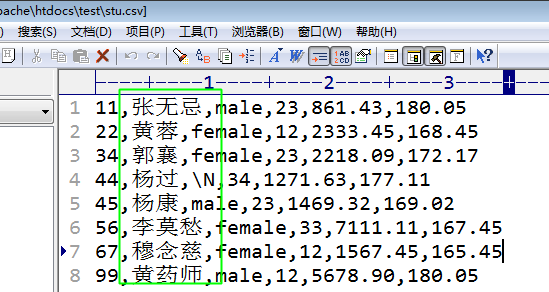 pache\htdocs\test\stu.csv]
搜索(S) 文档(D) 项目(P) 工具(T) 浏览器(B) 窗口(W) 帮助(H)
1 2 3
1 11,张无忌,male,23,861.43,180.05
2 22,黄蓉,female,12,2333.45,168.45
3 34,郭襄,female,23,2218.09,172.17
4 44,杨过,\N,34,1271.63,177.11
5 45,杨康,male,23,1469.32,169.02
6 56,李莫愁,female,33,7111.11,167.45
7 67,穆念慈,female,12,1567.45,165.45
8 99,黄药师,male,12,5678.90,180.05